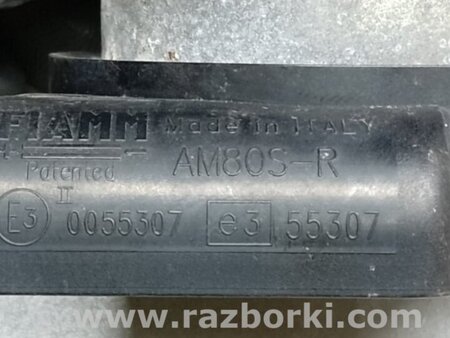 FIAMM Made in ITALY
Patented AM80S-R
II
E3 0055307 e3 55307
www.razborki.com